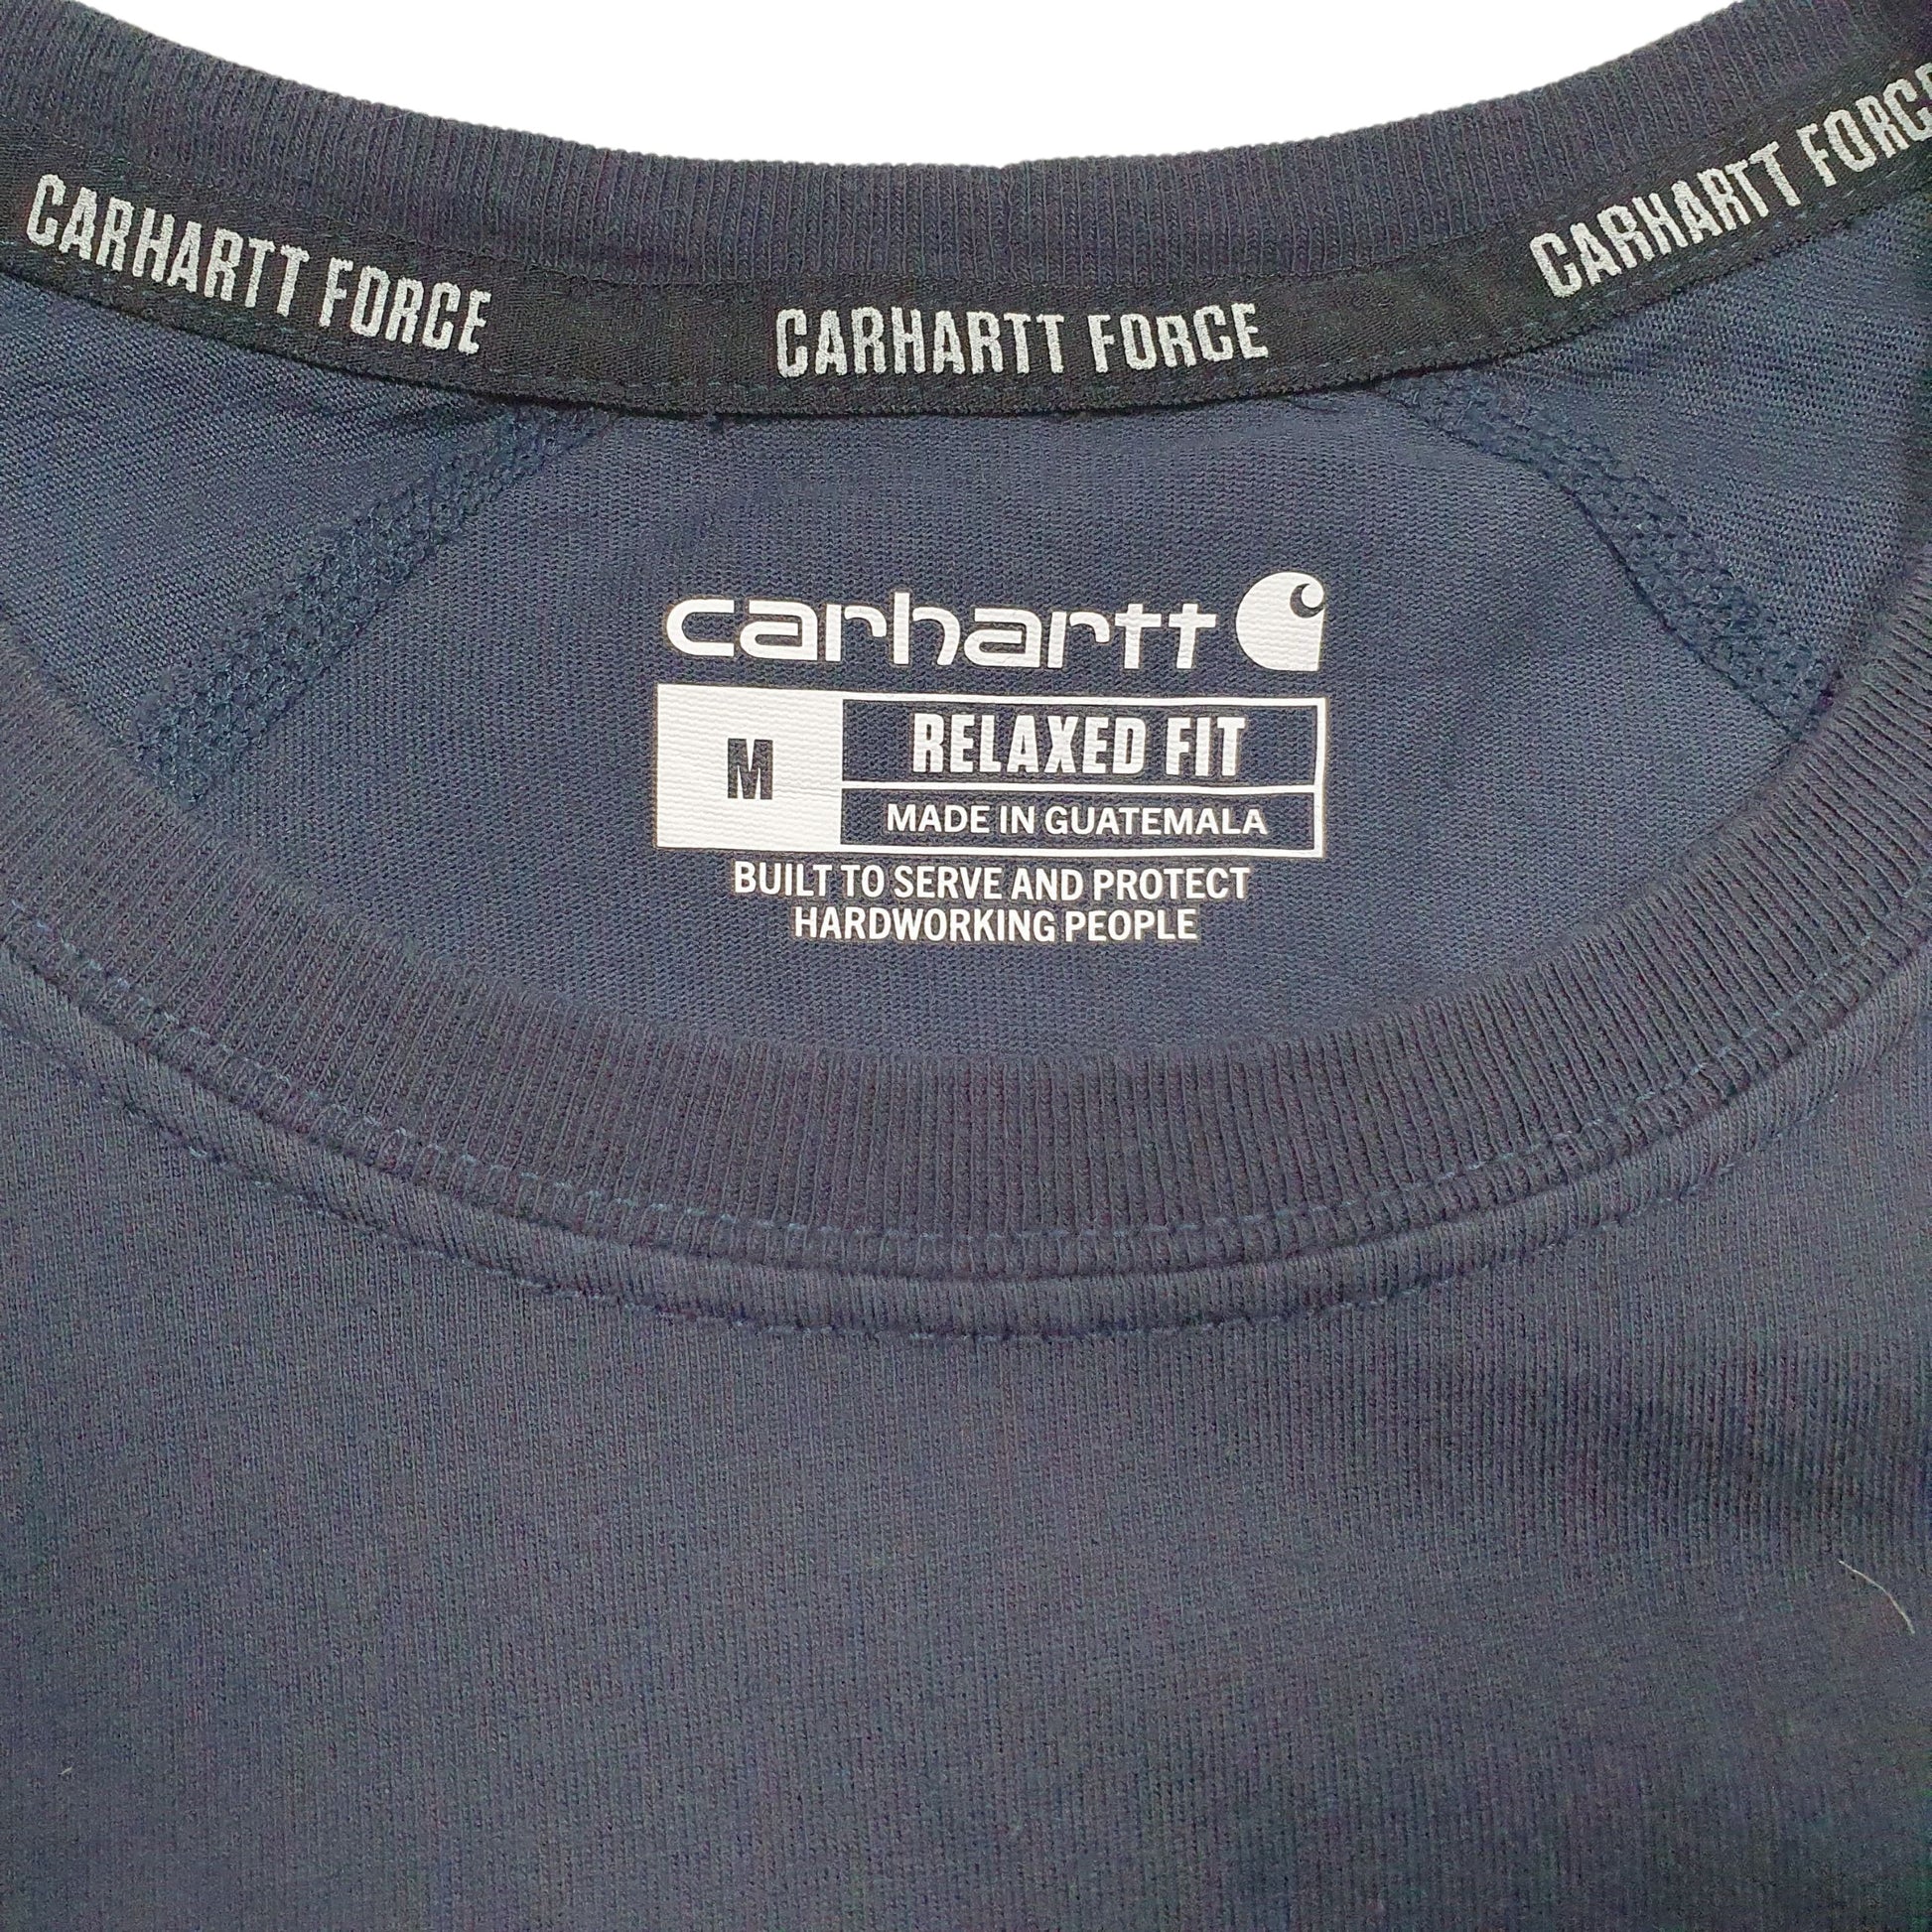 CARHARTT FORCE
CARHARTT FORCE
CARHARTT FORCE
carhartt
M
RELAXED FIT
MADE IN GUATEMALA
BUILT TO SERVE AND PROTECT
HARDWORKING PEOPLE